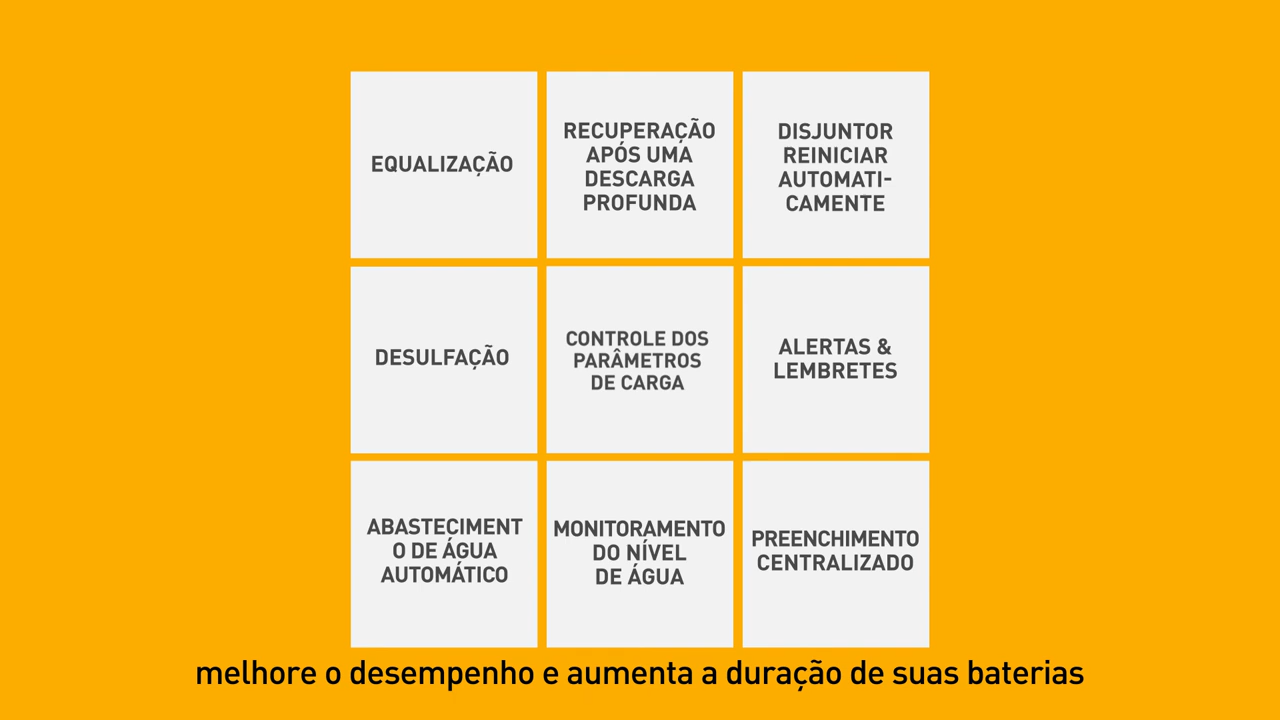 EQUALIZAÇÃO
RECUPERAÇÃO
APÓS UMA
DESCARGA
PROFUNDA
DISJUNTOR
REINICIAR
AUTOMATI-
CAMENTE
DESULFAÇÃO
CONTROLE DOS
PARÂMETROS
DE CARGA
ALERTAS &
LEMBRETES
ABASTECIMENT
O DE ÁGUA
AUTOMÁTICO
MONITORAMENTO
DO NÍVEL
DE ÁGUA
PREENCHIMENTO
CENTRALIZADO
melhore o desempenho e aumenta a duração de suas baterias